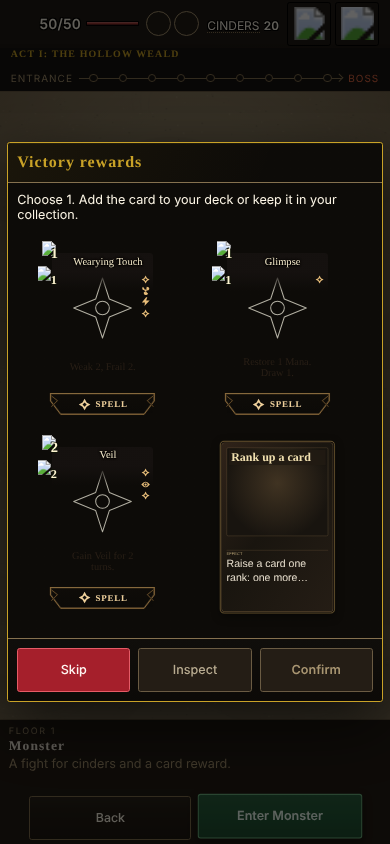 50/50
CINDERS 20
ACT I: THE HOLLOW WEALD
ENTRANCE
BOSS
Victory rewards
Choose 1. Add the card to your deck or keep it in your
collection.
1
Wearying Touch
1
Weak 2, Frail 2.
SPELL
1
Glimpse
1
Restore 1 Mana.
Draw 1.
SPELL
2
Veil
2
Gain Veil for 2
turns.
SPELL
Rank up a card
EFFECT
Raise a card one
rank: one more…
Skip
Inspect
Confirm
FLOOR 1
Monster
A fight for cinders and a card reward.
Back
Enter Monster